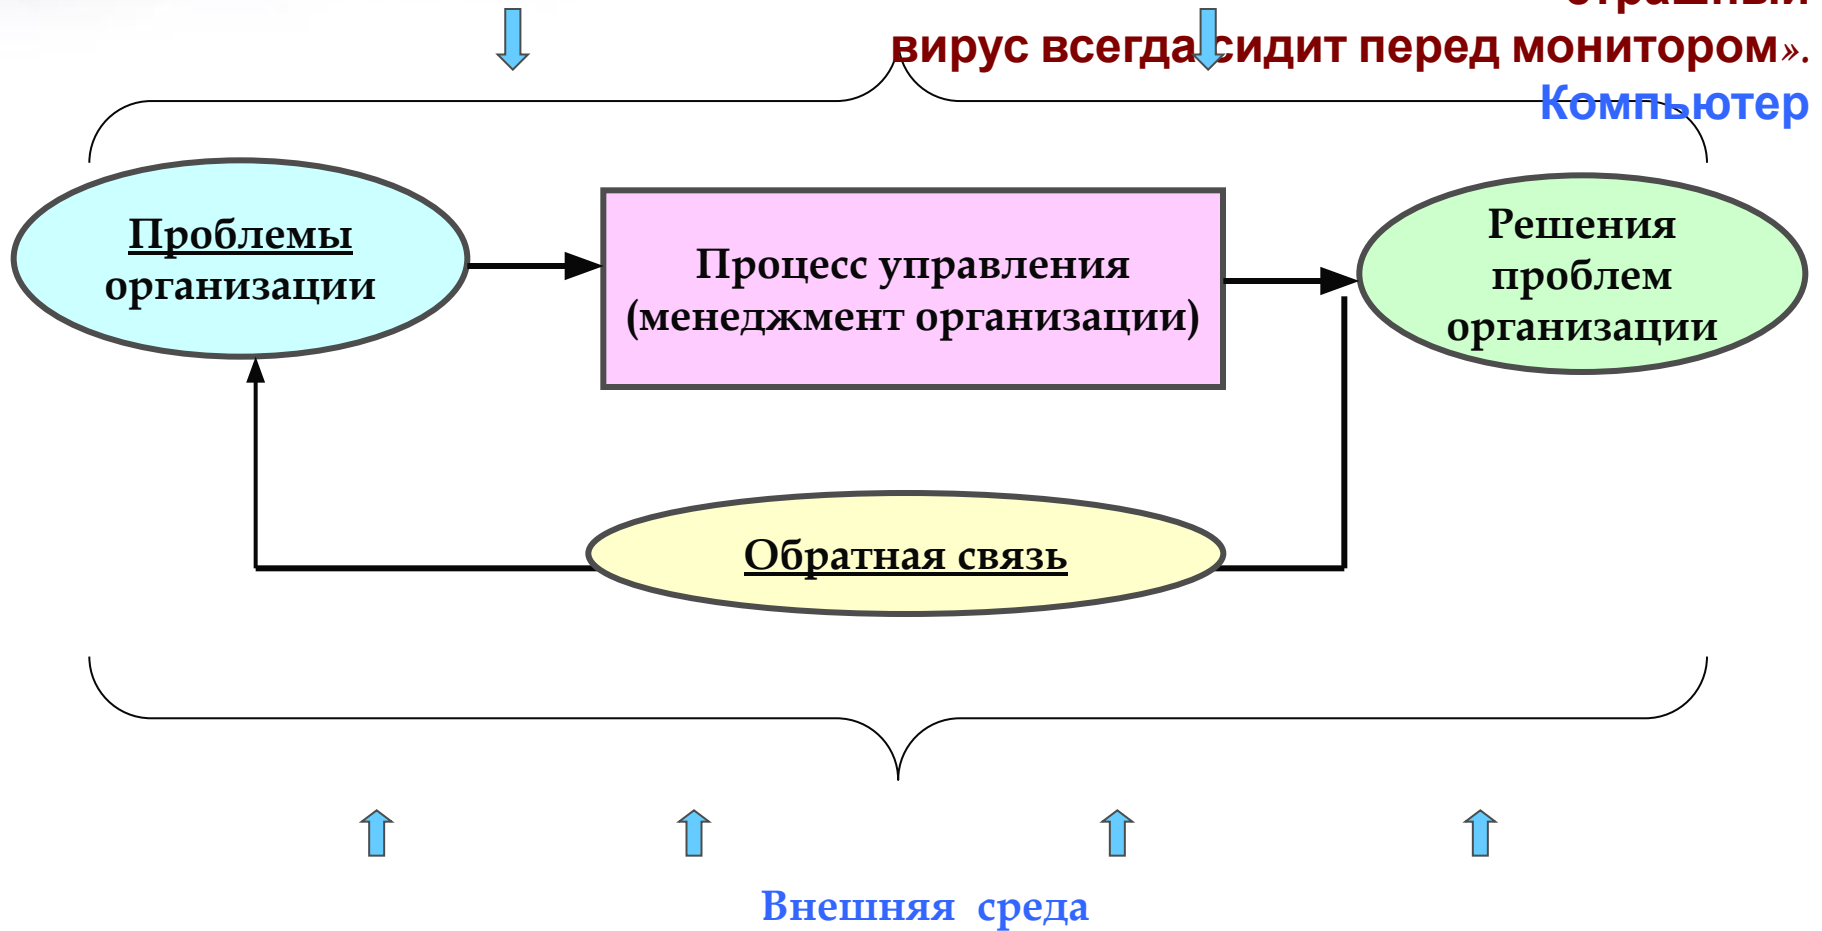 страшный
вирус всегда сидит перед монитором».
Компьютер
Проблемы
организации
Процесс управления
(менеджмент организации)
Решения
проблем
организации
Обратная связь
Внешняя среда